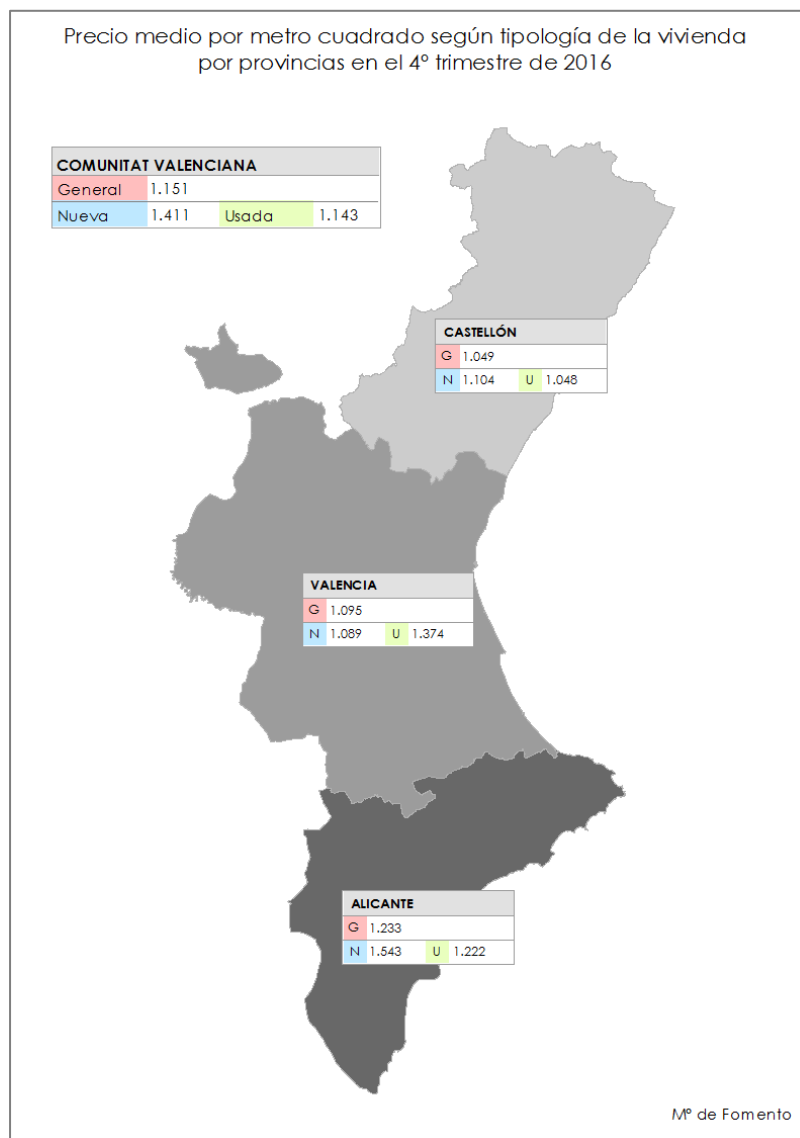 Precio medio por metro cuadrado según tipología de la vivienda
por provincias en el 4º trimestre de 2016
COMUNITAT VALENCIANA
General 1.151
Nueva 1.411 Usada 1.143
CASTELLÓN
G 1.049
N 1.104 U 1.048
VALENCIA
G 1.095
N 1.089 U 1.374
ALICANTE
G 1.233
N 1.543 U 1.222
Mº de Fomento